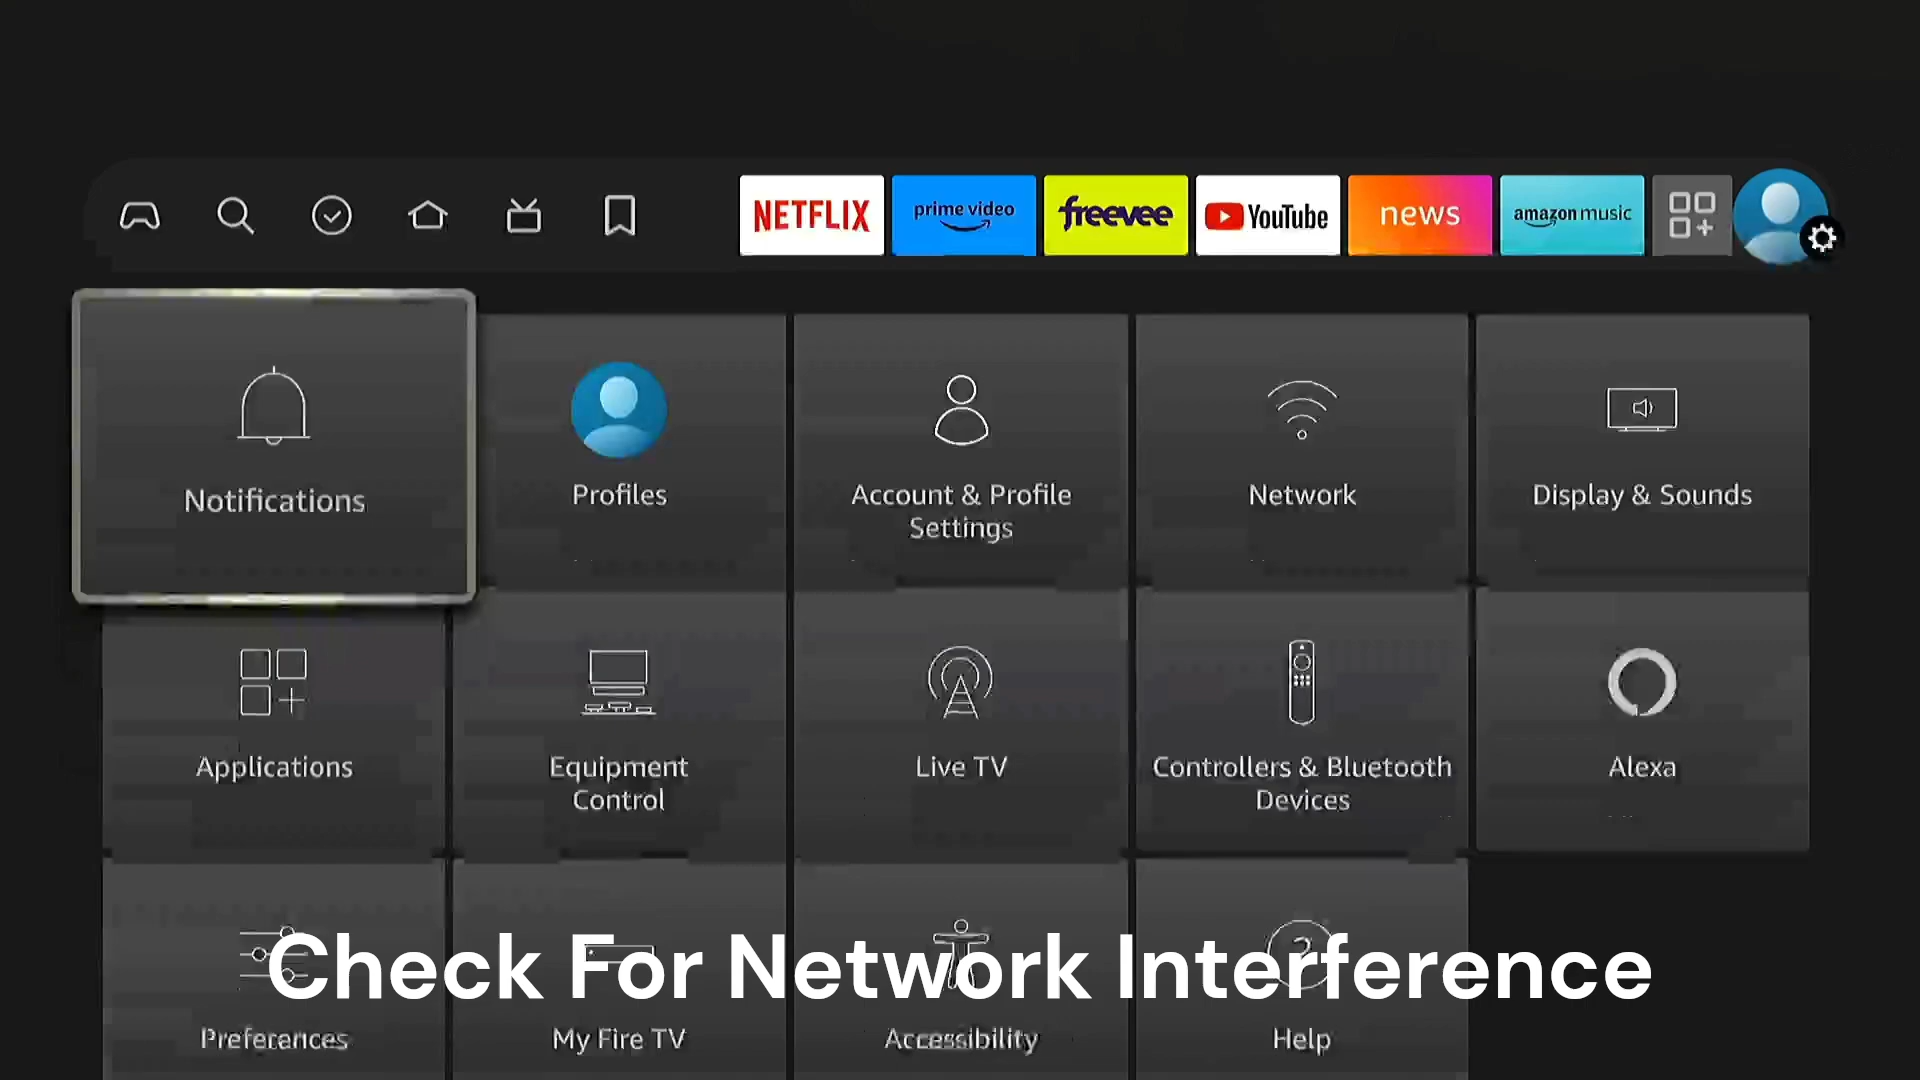 NETFLIX
prime video
freevee
YouTube
news
amazon music
Notifications
Profiles
Account & Profile
Settings
Network
Display & Sounds
Applications
Equipment
Control
Live TV
Controllers & Bluetooth
Devices
Alexa
Check For Network Interference
Preferences
My Fire TV
Accessibility
Help